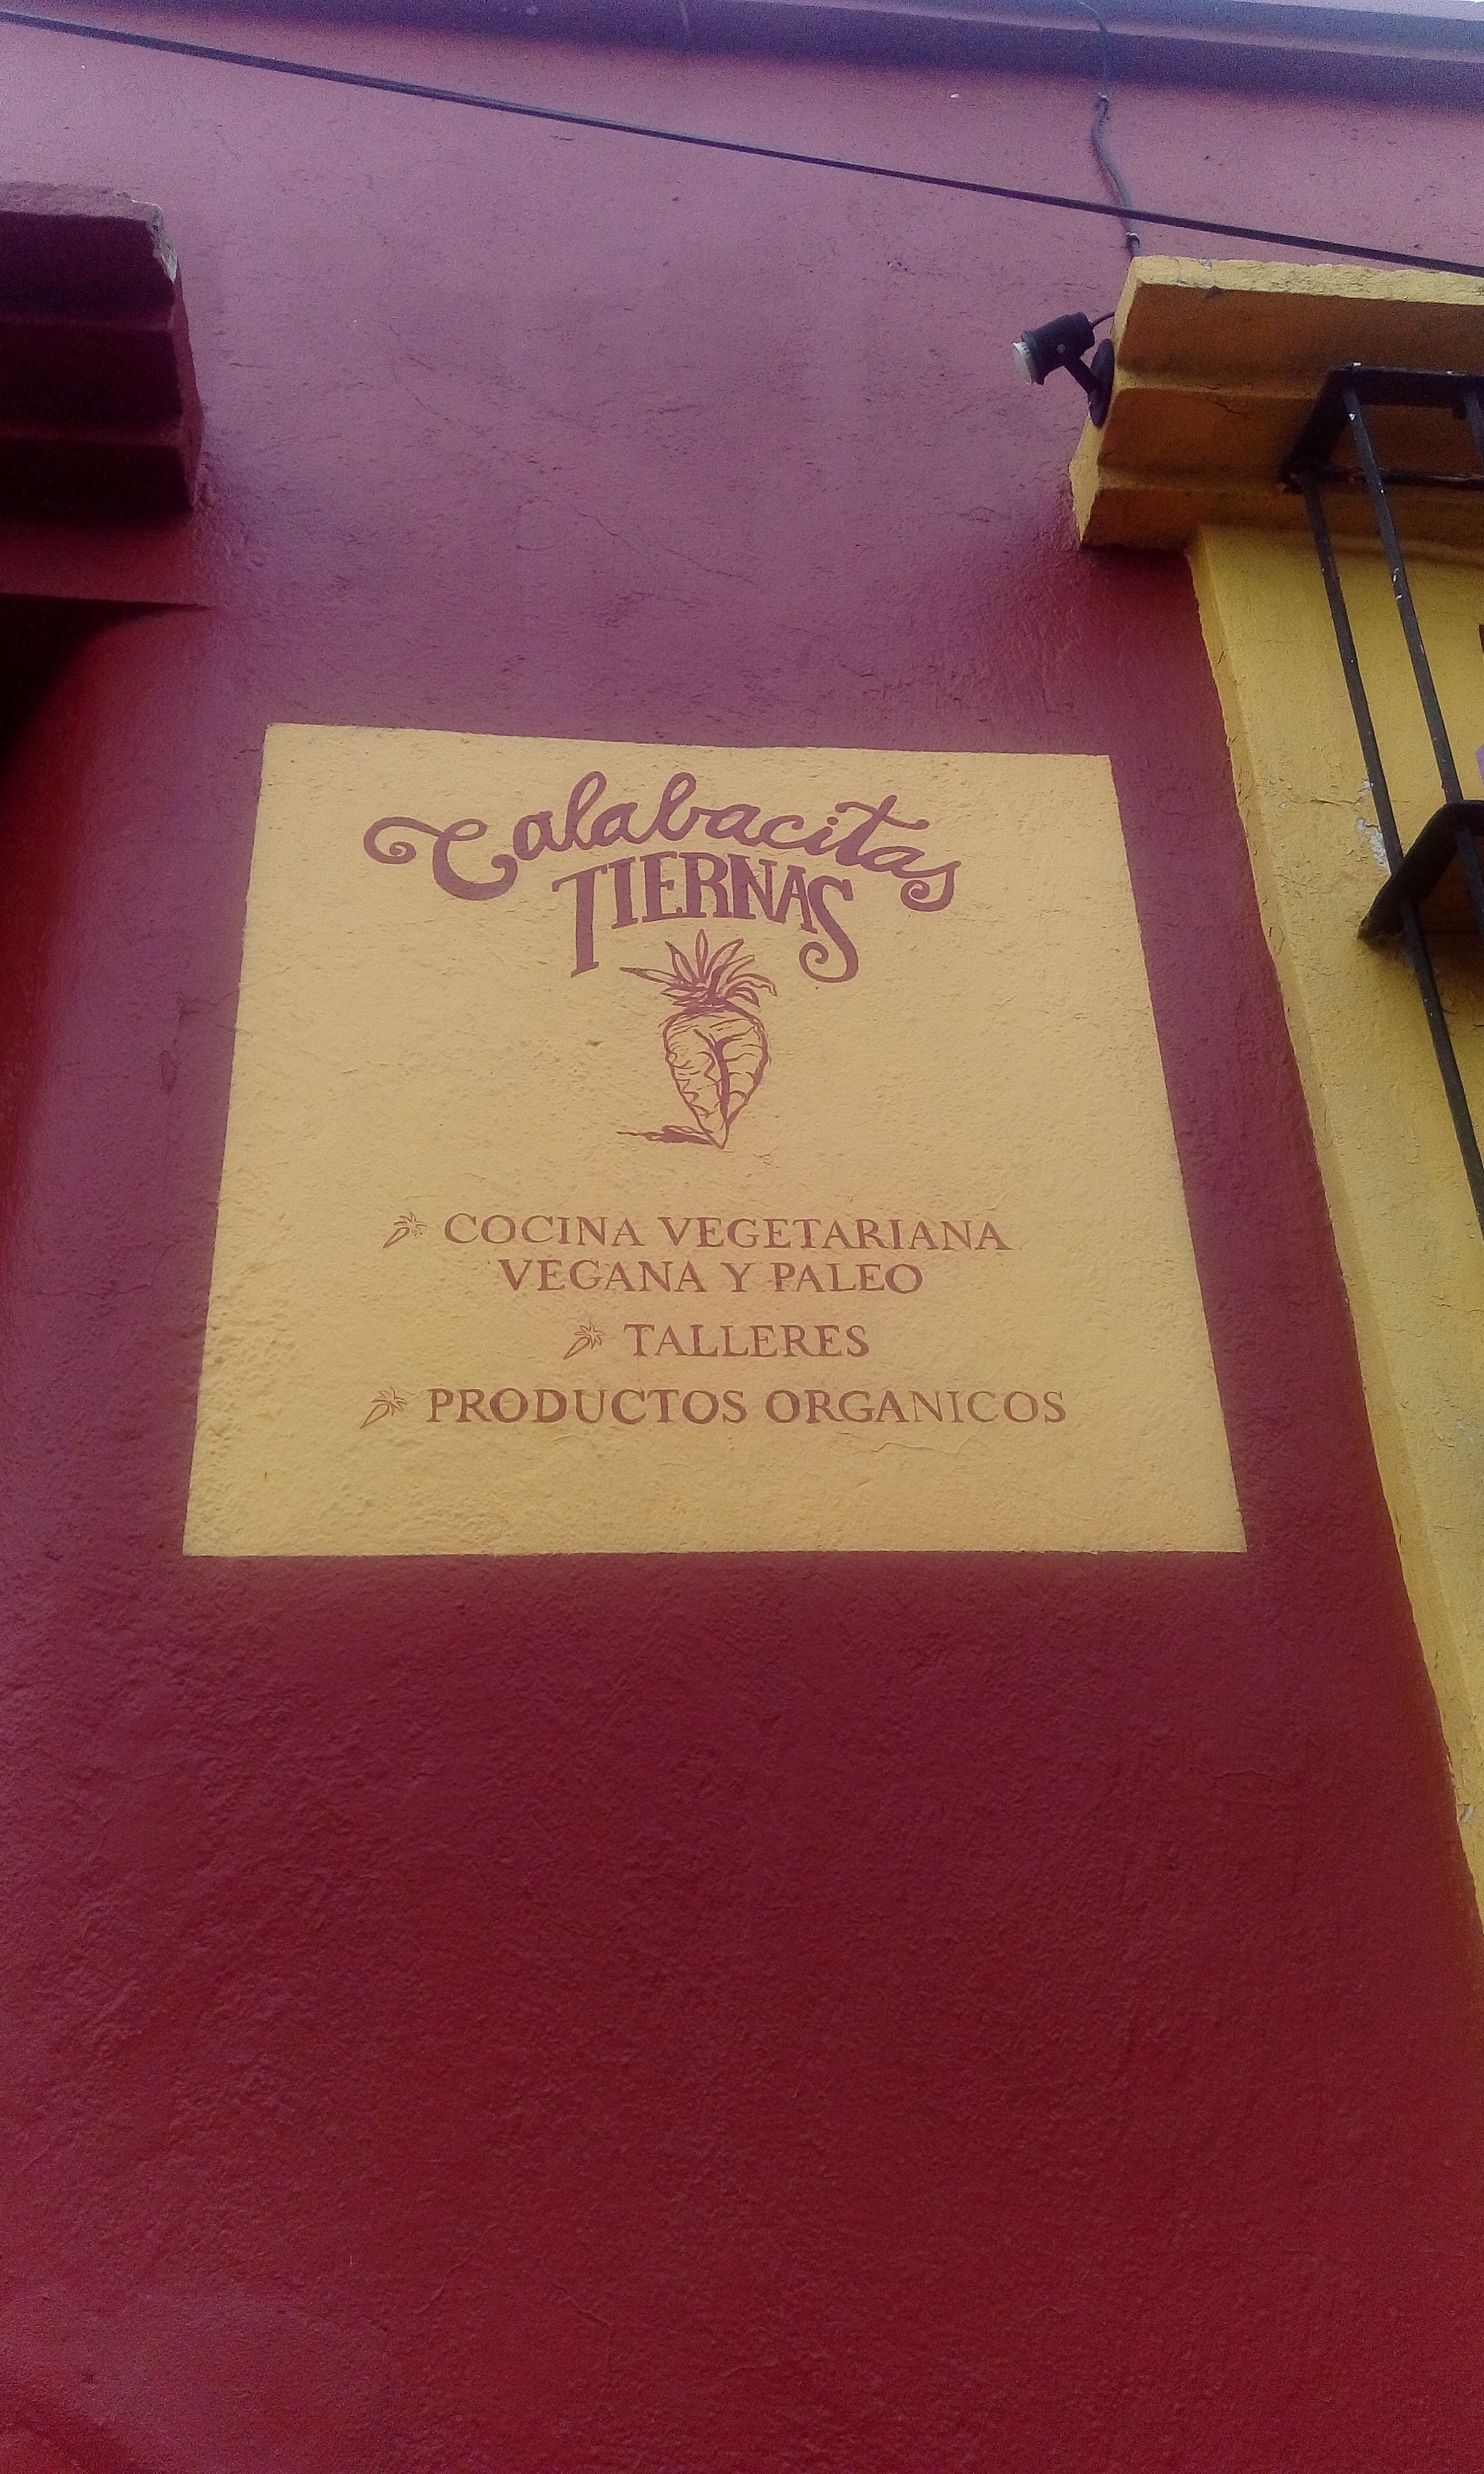 Calabacitas
TIERNAS
COCINA VEGETARIANA
VEGANA Y PALEO
TALLERES
PRODUCTOS ORGANICOS